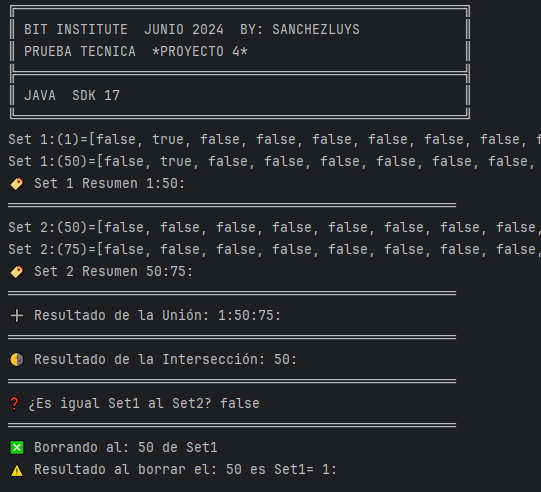 BIT INSTITUTE  JUNIO 2024  BY: SANCHEZLUYS
PRUEBA TECNICA  *PROYECTO 4*
JAVA  SDK 17
Set 1:(1)=[false, true, false, false, false, false, false, false, f
Set 1:(50)=[false, true, false, false, false, false, false, false,
Set 1 Resumen 1:50:
Set 2:(50)=[false, false, false, false, false, false, false, false,
Set 2:(75)=[false, false, false, false, false, false, false, false,
Set 2 Resumen 50:75:
Resultado de la Unión: 1:50:75:
Resultado de la Intersección: 50:
¿Es igual Set1 al Set2? false
Borrando al: 50 de Set1
Resultado al borrar el: 50 es Set1= 1: